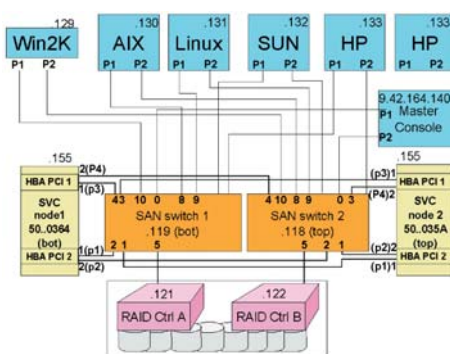 .129
Win2K
P1 P2
.130
AIX
P1 P2
.131
Linux
P1 P2
.132
SUN
P1 P2
.133
HP
P1 P2
.133
HP
P1 P2
9.42.164.140
P1 Master
Console
P2
.155
2(P4)
HBA PCI 1
1(p3)
SVC
node1
50..0364
(bot)
1(p1)
HBA PCI 2
2(p2)
43 10 0 8 9
SAN switch 1
.119 (bot)
2 1 5
4 10 8 9 0 3
SAN switch 2
.118 (top)
5 2 1
.155
(p3)1
HBA PCI 1
(P4)2
SVC
node 2
50..035A
(top)
(p2)2
HBA PCI 2
(p1)1
.121
RAID Ctrl A
.122
RAID Ctrl B